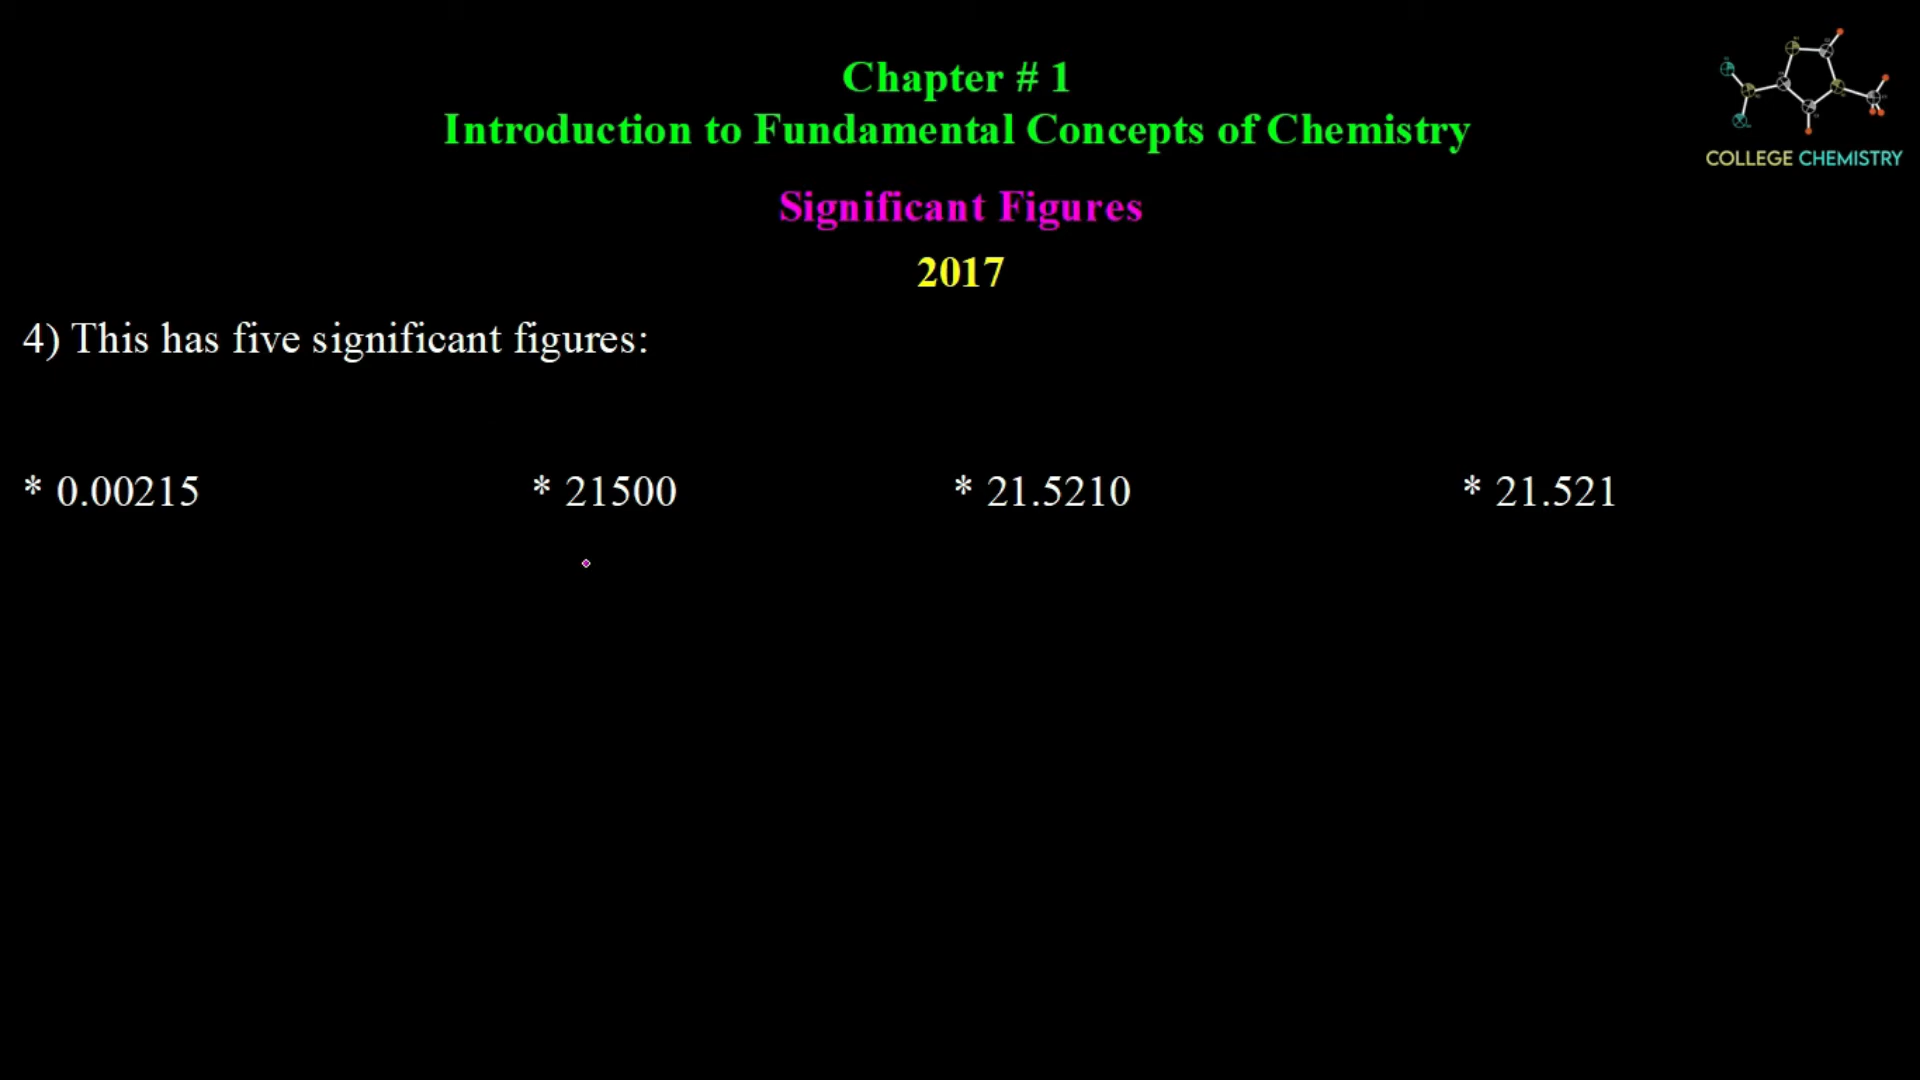 Chapter # 1
Introduction to Fundamental Concepts of Chemistry
COLLEGE CHEMISTRY
Significant Figures
2017
4) This has five significant figures:
* 0.00215 * 21500 * 21.5210 * 21.521